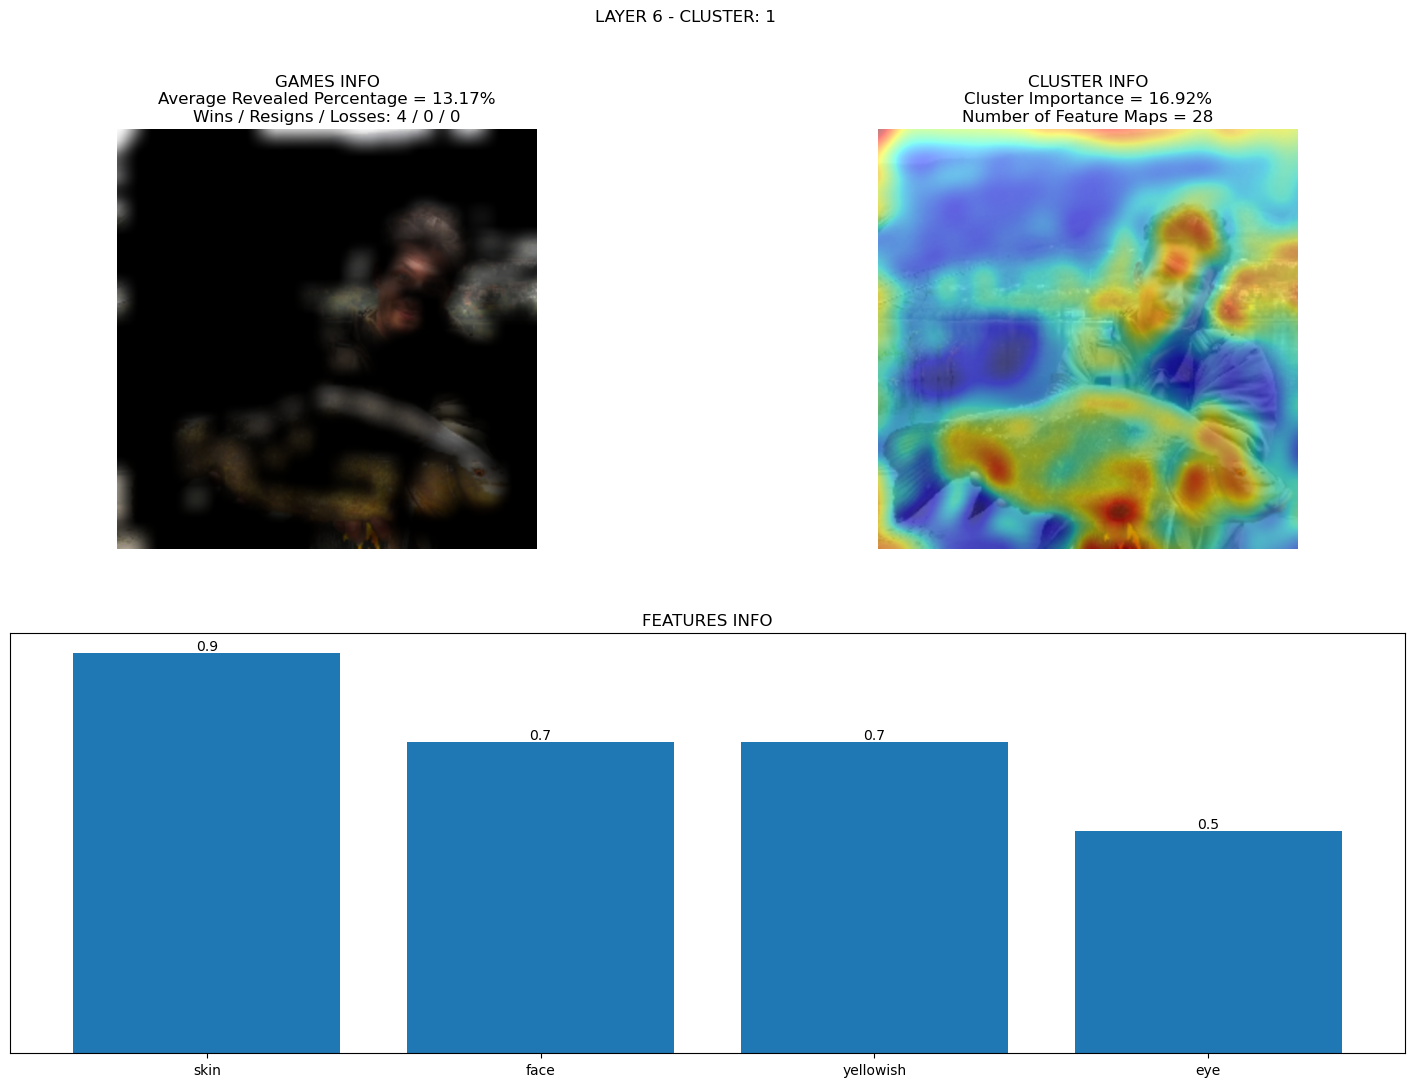 LAYER 6 - CLUSTER: 1
GAMES INFO
Average Revealed Percentage = 13.17%
Wins / Resigns / Losses: 4 / 0 / 0
CLUSTER INFO
Cluster Importance = 16.92%
Number of Feature Maps = 28
FEATURES INFO
0.9
0.7
0.7
0.5
skin
face
yellowish
eye